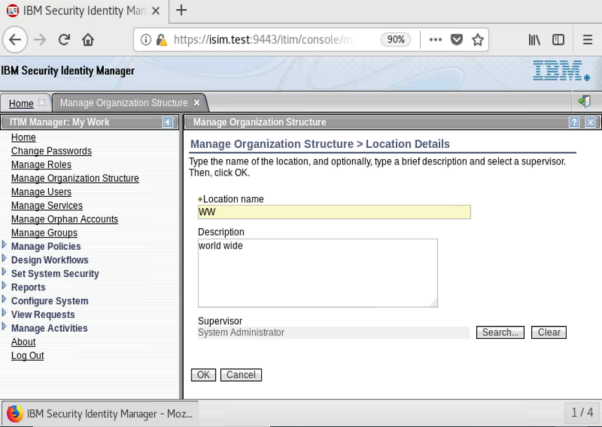 IBM Security Identity Man
https://isim.test:9443/itim/console/m
90%
IBM Security Identity Manager
IBM.
Home
Manage Organization Structure
ITIM Manager: My Work
Manage Organization Structure
Home
Change Passwords
Manage Roles
Manage Organization Structure
Manage Users
Manage Services
Manage Orphan Accounts
Manage Groups
Manage Policies
Design Workflows
Set System Security
Reports
Configure System
View Requests
Manage Activities
About
Log Out
Manage Organization Structure > Location Details
Type the name of the location, and optionally, type a brief description and select a supervisor.
Then, click OK.
Location name
WW
Description
world wide
Supervisor
System Administrator
Search...
Clear
OK
Cancel
IBM Security Identity Manager - Moz...
1 / 4